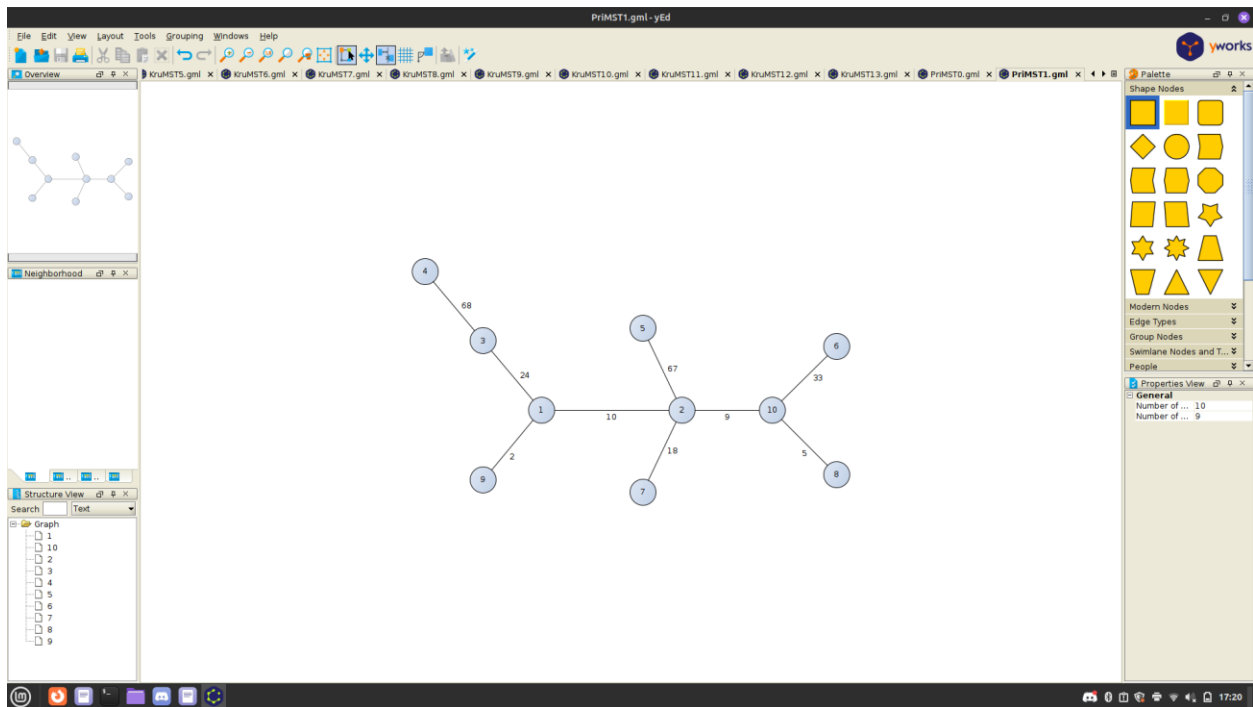 PriMST1.gml - yEd
File Edit View Layout Tools Grouping Windows Help
yworks
Overview
KruMST5.gml KruMST6.gml KruMST7.gml KruMST8.gml KruMST9.gml KruMST10.gml KruMST11.gml KruMST12.gml KruMST13.gml PriMST0.gml PriMST1.gml
Palette
Shape Nodes
Neighborhood
4
68
3
5
6
24
67
33
1
10
2
9
10
2
18
5
9
7
8
Modern Nodes
Edge Types
Group Nodes
Swimlane Nodes and T...
People
Properties View
General
Number of ... 10
Number of ... 9
Structure View
Search Text
Graph
1
10
2
3
4
5
6
7
8
9
17:20